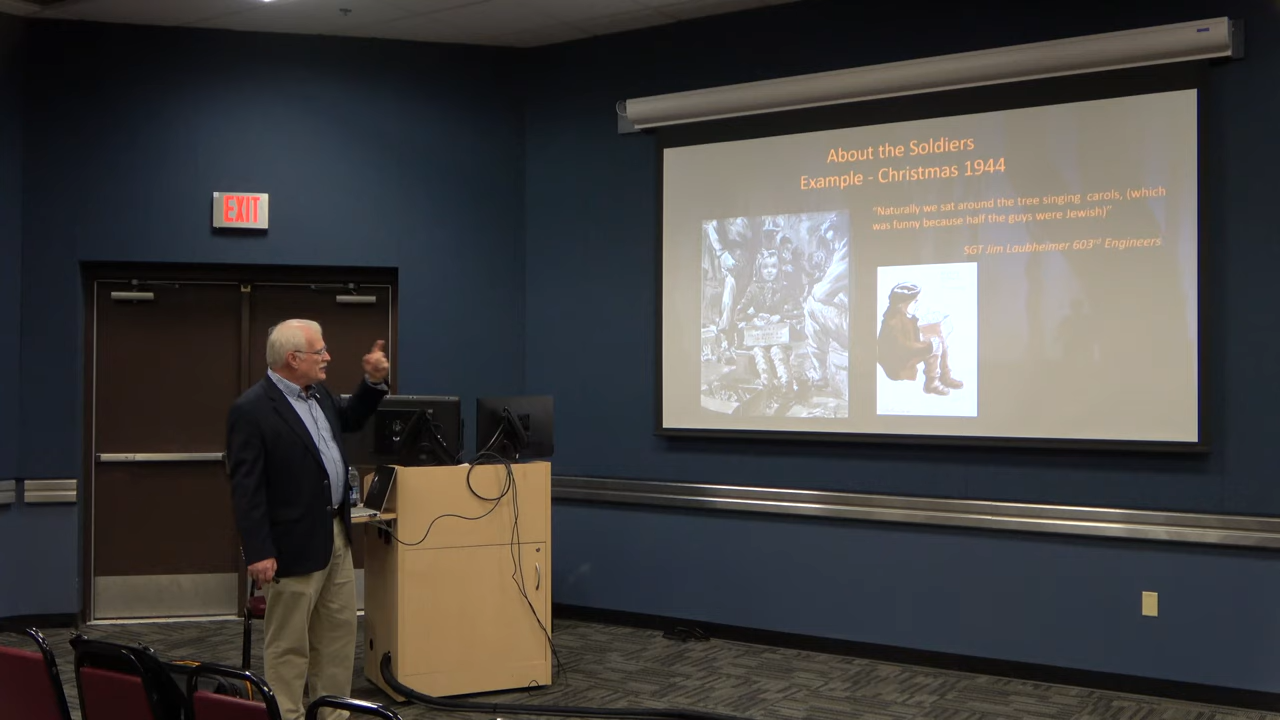 EXIT
About the Soldiers
Example - Christmas 1944
"Naturally we sat around the tree singing carols, (which
was funny because half the guys were Jewish)"
SGT Jim Laubheimer 603rd Engineers